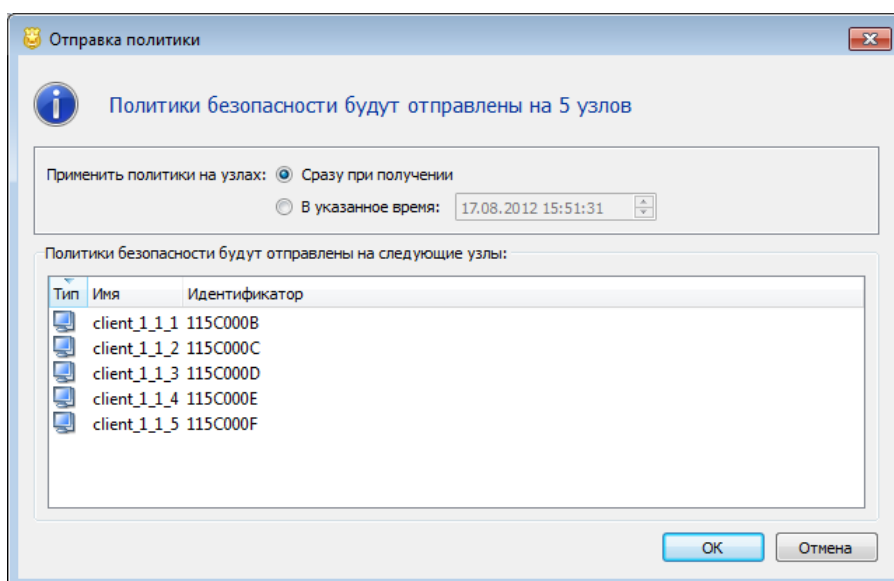 Отправка политики
Политики безопасности будут отправлены на 5 узлов
Применить политики на узлах: Сразу при получении
В указанное время: 17.08.2012 15:51:31
Политики безопасности будут отправлены на следующие узлы:
Тип Имя Идентификатор
client_1_1_1 115C000B
client_1_1_2 115C000C
client_1_1_3 115C000D
client_1_1_4 115C000E
client_1_1_5 115C000F
OK Отмена